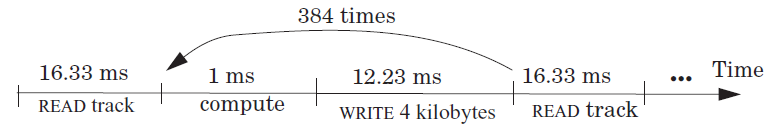 384 times
16.33 ms 1 ms 12.23 ms 16.33 ms ••• Time
READ track compute WRITE 4 kilobytes READ track